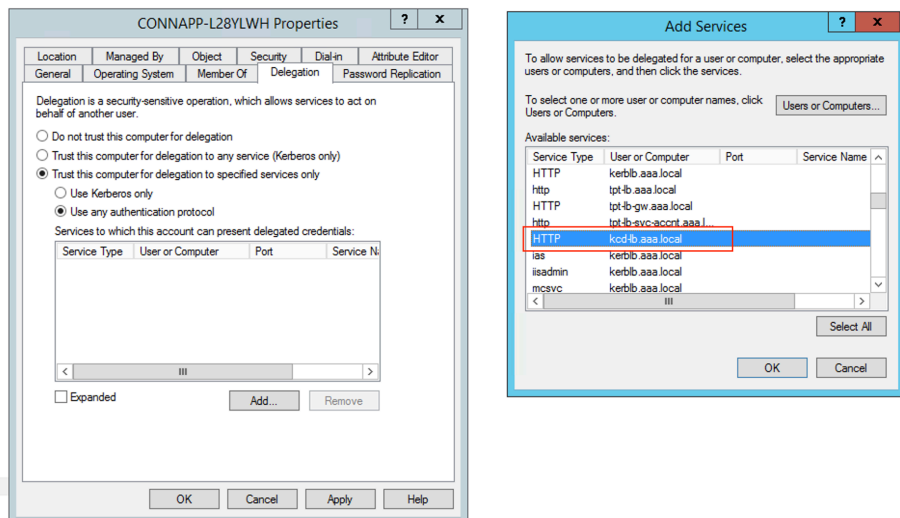 CONNAPP-L28YLWH Properties
? x
Location Managed By Object Security Dial-in Attribute Editor
General Operating System Member Of Delegation Password Replication
Delegation is a security-sensitive operation, which allows services to act on
behalf of another user.
Do not trust this computer for delegation
Trust this computer for delegation to any service (Kerberos only)
Trust this computer for delegation to specified services only
Use Kerberos only
Use any authentication protocol
Services to which this account can present delegated credentials:
Service Type User or Computer Port Service Na
Expanded
Add... Remove
OK Cancel Apply Help
Add Services
? x
To allow services to be delegated for a user or computer, select the appropriate
users or computers, and then click the services.
To select one or more user or computer names, click
Users or Computers.
Users or Computers...
Available services:
Service Type User or Computer Port Service Name
HTTP kerblb.aaa.local
http tpt-lb.aaa.local
HTTP tpt-lb-gw.aaa.local
http tpt-lb-svc-accnt.aaa.l...
HTTP kcd-lb.aaa.local
ias kerblb.aaa.local
iisadmin kerblb.aaa.local
mcsvc kerblb.aaa.local
Select All
OK Cancel